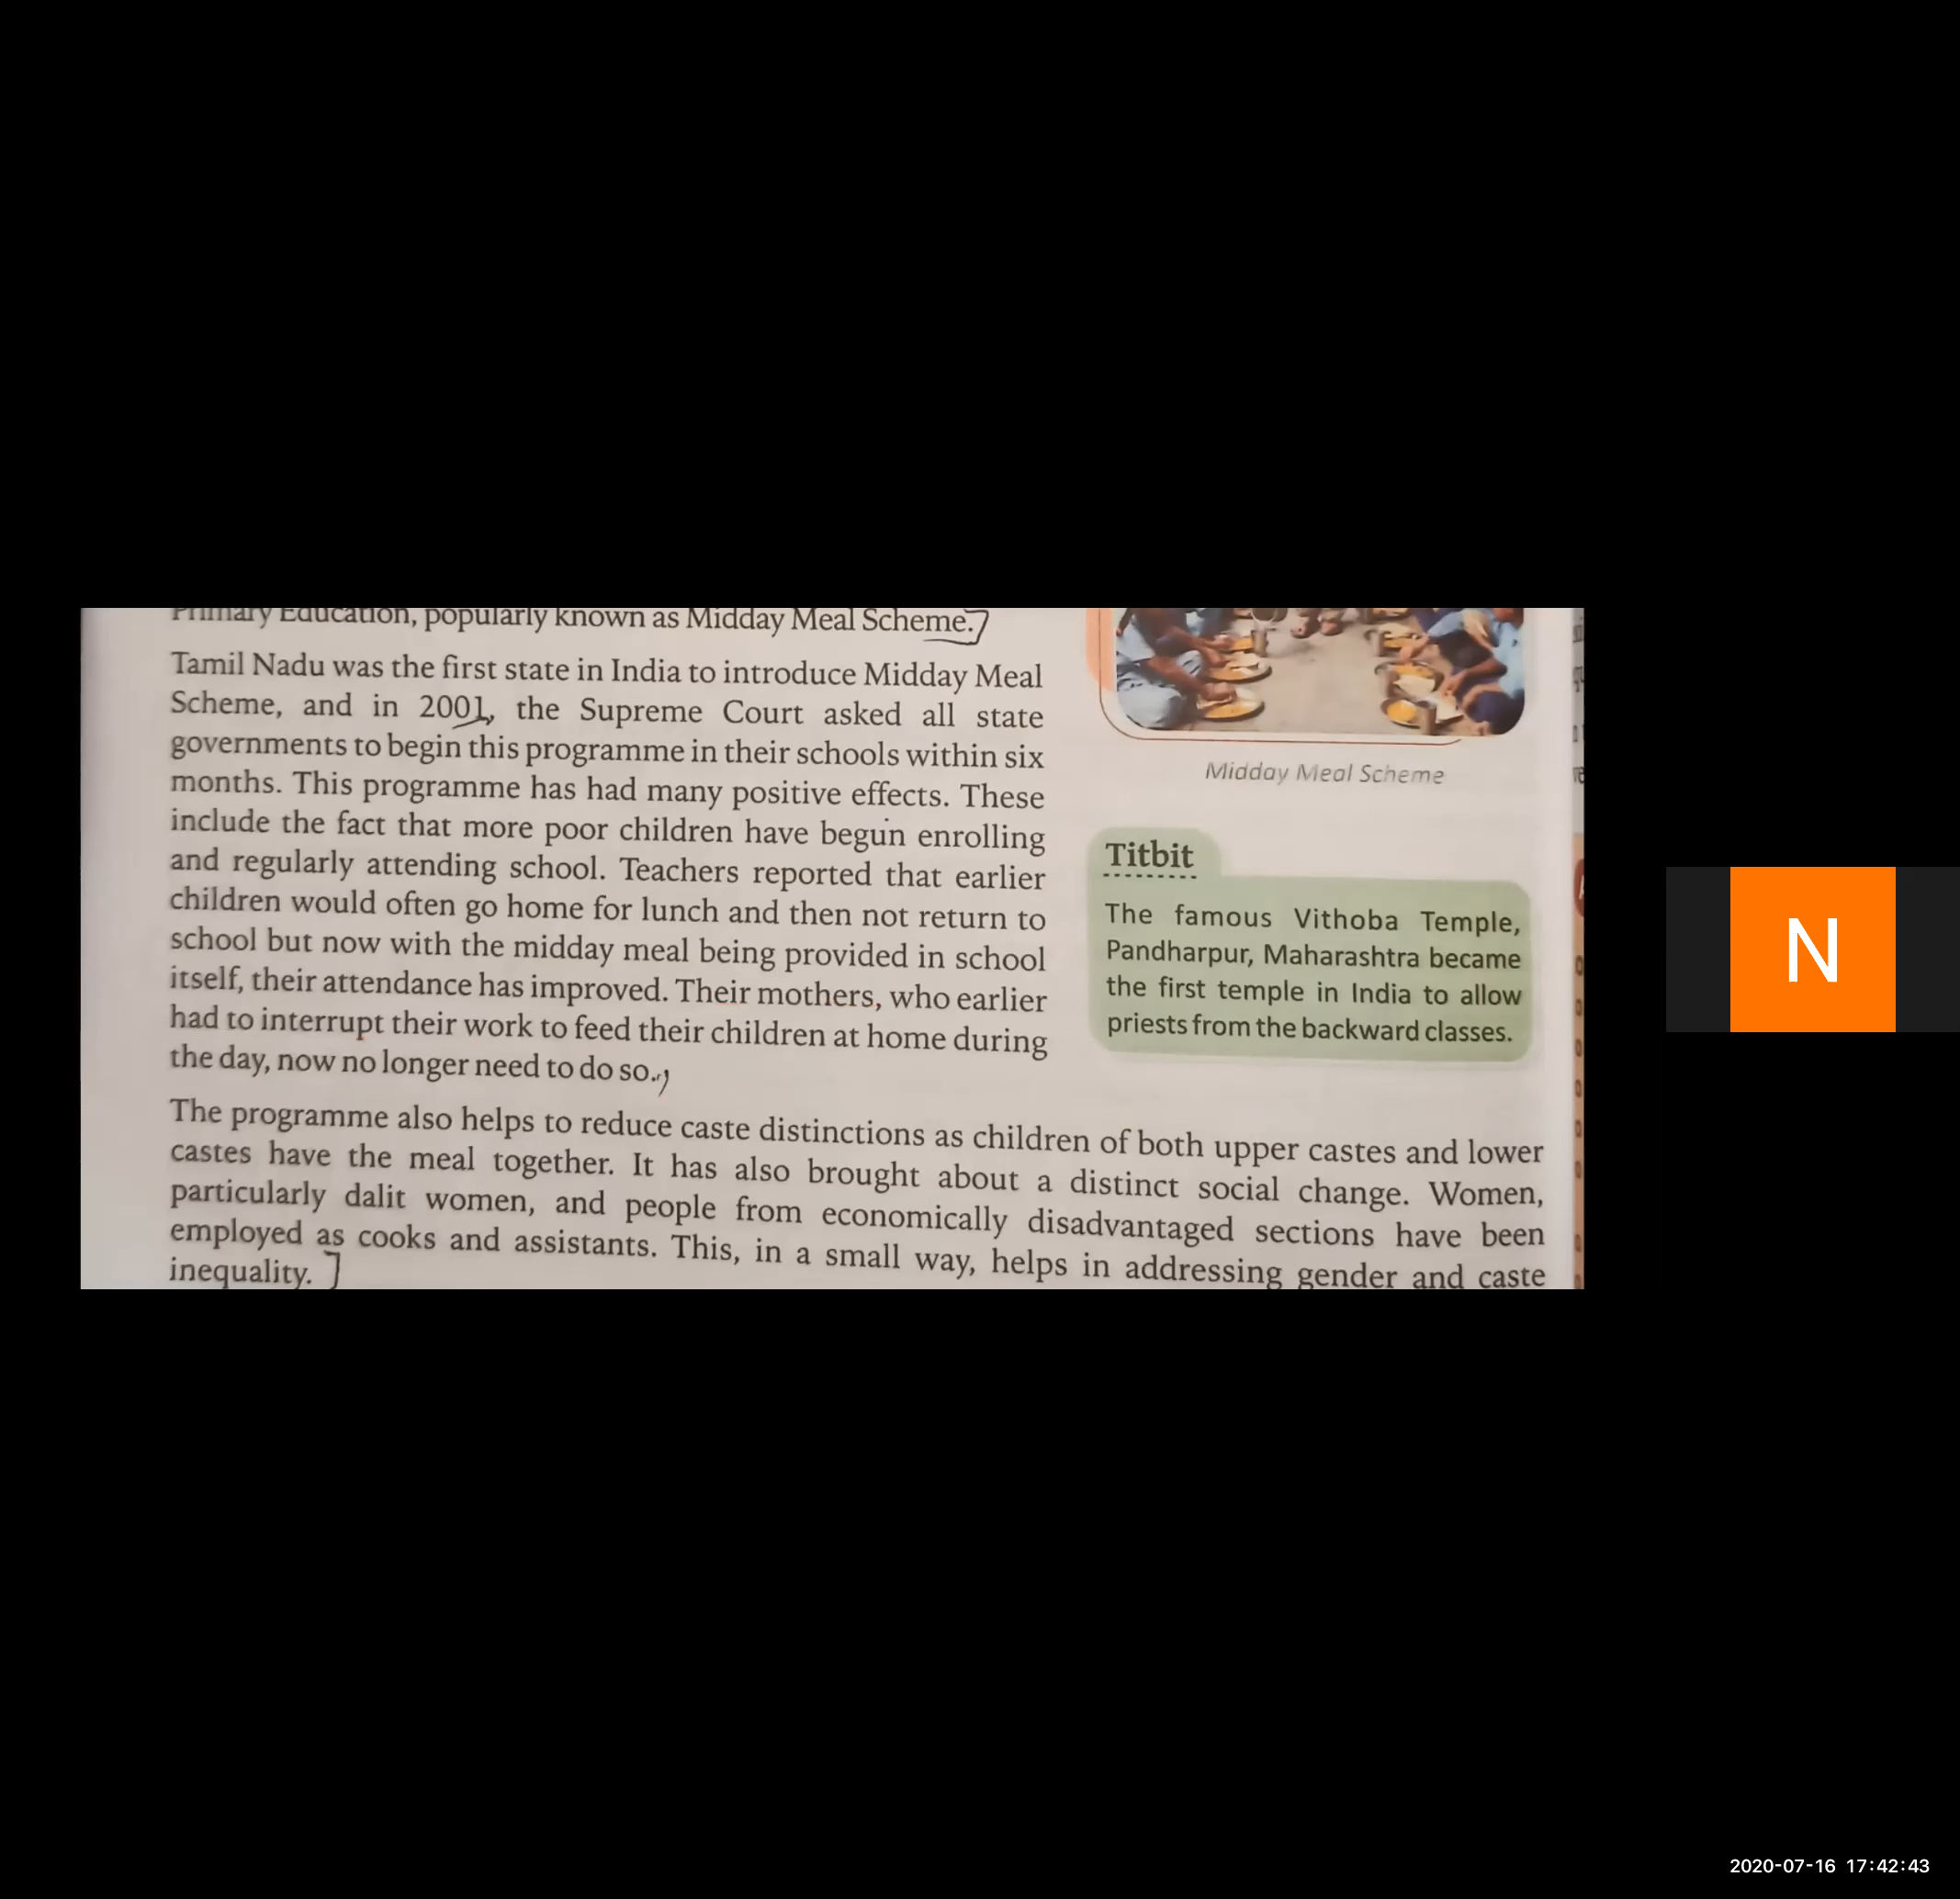 Primary Education, popularly known as Midday Meal Scheme.
Tamil Nadu was the first state in India to introduce Midday Meal
Scheme, and in 2001, the Supreme Court asked all state
governments to begin this programme in their schools within six
months. This programme has had many positive effects. These
include the fact that more poor children have begun enrolling
and regularly attending school. Teachers reported that earlier
children would often go home for lunch and then not return to
school but now with the midday meal being provided in school
itself, their attendance has improved. Their mothers, who earlier
had to interrupt their work to feed their children at home during
the day, now no longer need to do so.
Midday Meal Scheme
Titbit
The famous Vithoba Temple,
Pandharpur, Maharashtra became
the first temple in India to allow
priests from the backward classes.
The programme also helps to reduce caste distinctions as children of both upper castes and lower
castes have the meal together. It has also brought about a distinct social change. Women,
particularly dalit women, and people from economically disadvantaged sections have been
employed as cooks and assistants. This, in a small way, helps in addressing gender and caste
inequality.
N
2020-07-16 17:42:43